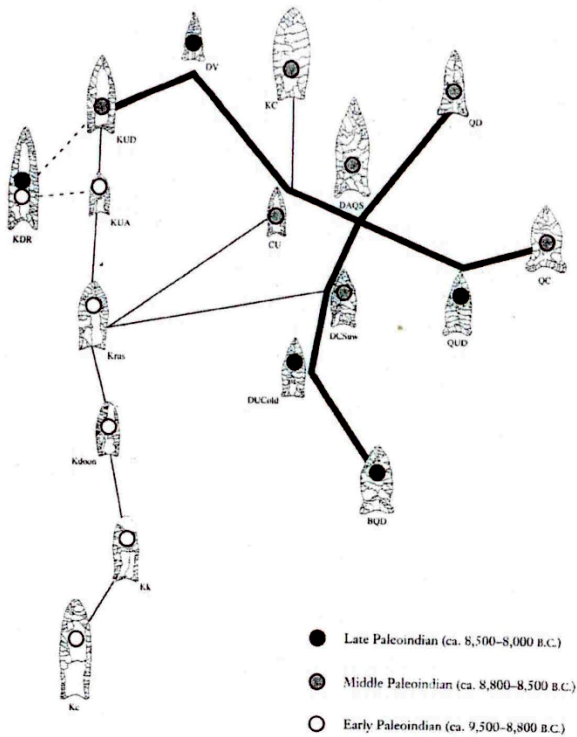 DV
KC
KUD
QD
DAQS
KDR
KUA
CU
QC
Kras
DCSuw
QUD
DUCold
Kdoon
BQD
Kk
Kc
Late Paleoindian (ca. 8,500–8,000 B.C.)
Middle Paleoindian (ca. 8,800–8,500 B.C.)
Early Paleoindian (ca. 9,500–8,800 B.C.)